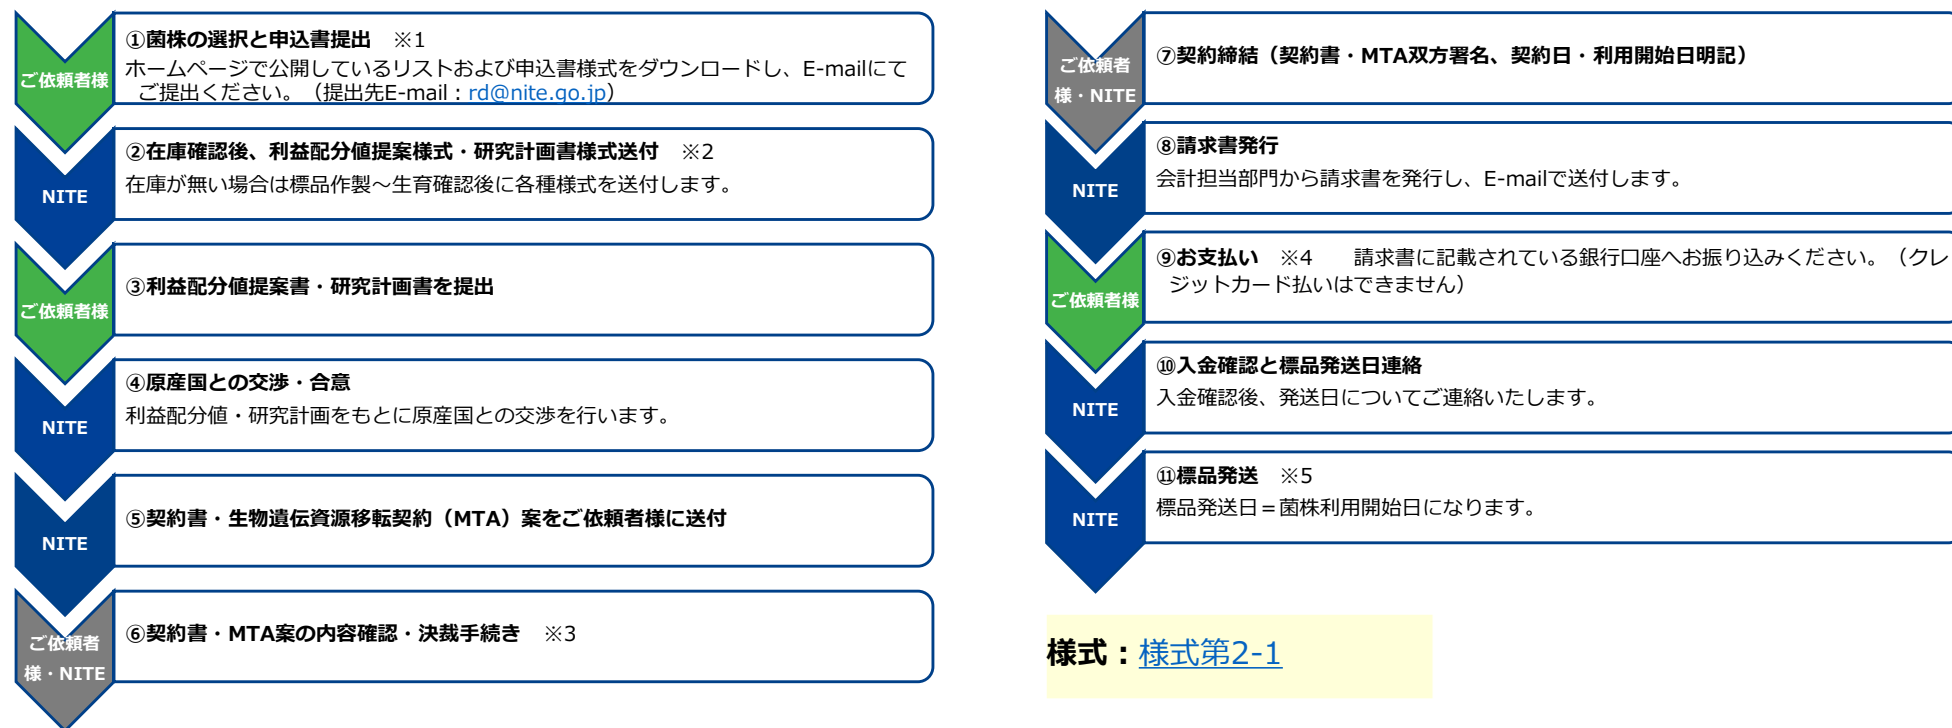 ご依頼者様
①菌株の選択と申込書提出　※1
ホームページで公開しているリストおよび申込書様式をダウンロードし、E-mailにて
ご提出ください。（提出先E-mail：rd@nite.go.jp）
NITE
②在庫確認後、利益配分値提案様式・研究計画書様式送付　※2
在庫が無い場合は標品作製～生育確認後に各種様式を送付します。
ご依頼者様
③利益配分値提案書・研究計画書を提出
NITE
④原産国との交渉・合意
利益配分値・研究計画をもとに原産国との交渉を行います。
NITE
⑤契約書・生物遺伝資源移転契約（MTA）案をご依頼者様に送付
ご依頼者
様・NITE
⑥契約書・MTA案の内容確認・決裁手続き　※3
ご依頼者
様・NITE
⑦契約締結（契約書・MTA双方署名、契約日・利用開始日明記）
NITE
⑧請求書発行
会計担当部門から請求書を発行し、E-mailで送付します。
ご依頼者様
⑨お支払い　※4　　請求書に記載されている銀行口座へお振り込みください。（クレ
ジットカード払いはできません）
NITE
⑩入金確認と標品発送日連絡
入金確認後、発送日についてご連絡いたします。
NITE
⑪標品発送　※5
標品発送日＝菌株利用開始日になります。
様式：様式第2-1